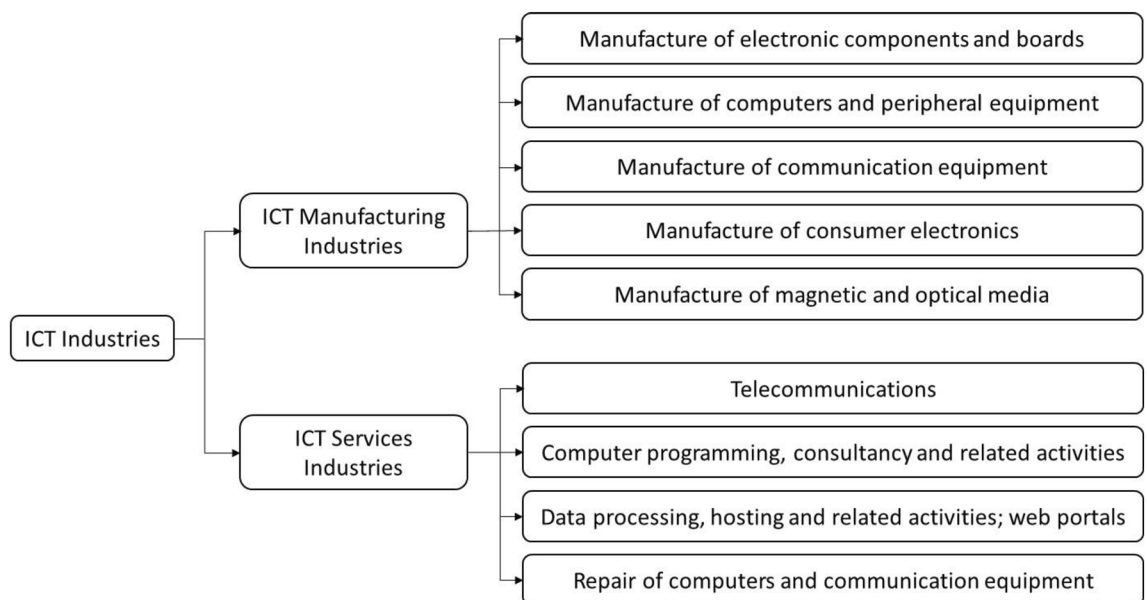 ICT Industries
ICT Manufacturing
Industries
Manufacture of electronic components and boards
Manufacture of computers and peripheral equipment
Manufacture of communication equipment
Manufacture of consumer electronics
Manufacture of magnetic and optical media
ICT Services
Industries
Telecommunications
Computer programming, consultancy and related activities
Data processing, hosting and related activities; web portals
Repair of computers and communication equipment